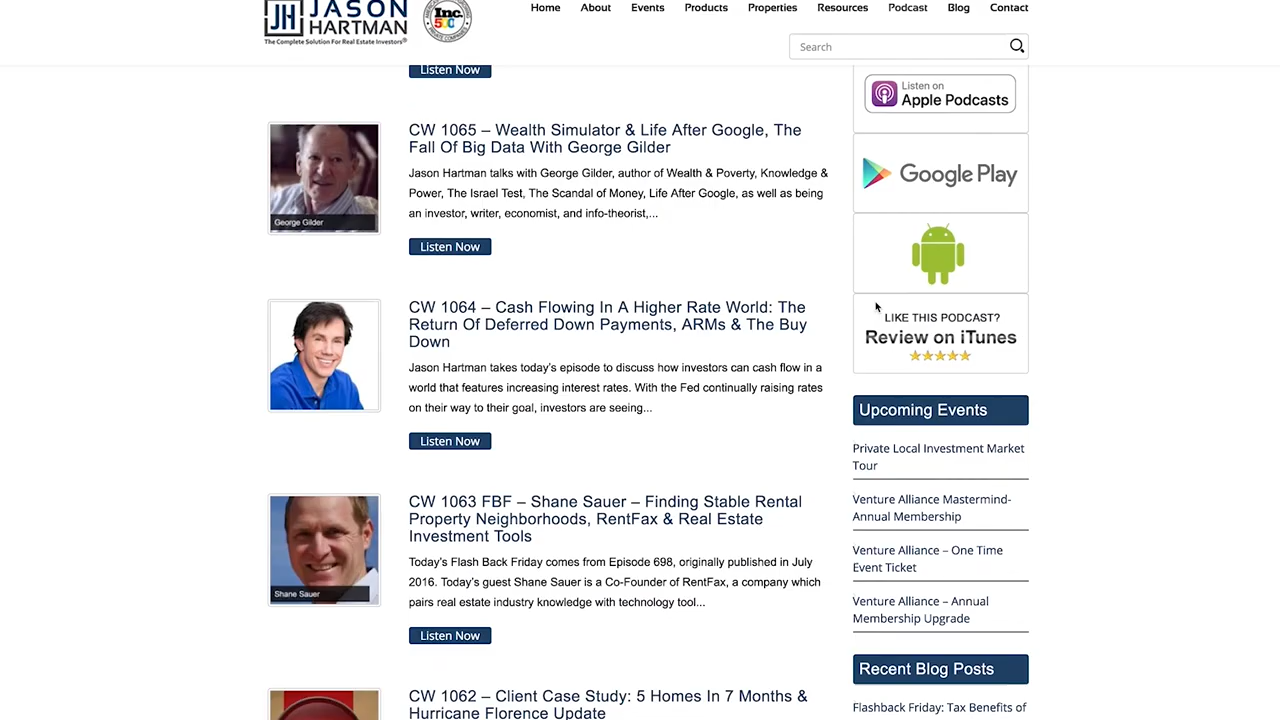 JH JASON
HARTMAN
The Complete Solution For Real Estate Investors®
Inc.
500
Home About Events Products Properties Resources Podcast Blog Contact
Search
Listen Now
CW 1065 – Wealth Simulator & Life After Google, The
Fall Of Big Data With George Gilder
Jason Hartman talks with George Gilder, author of Wealth & Poverty, Knowledge &
Power, The Israel Test, The Scandal of Money, Life After Google, as well as being
an investor, writer, economist, and info-theorist,...
George Gilder
Listen Now
CW 1064 – Cash Flowing In A Higher Rate World: The
Return Of Deferred Down Payments, ARMs & The Buy
Down
Jason Hartman takes today's episode to discuss how investors can cash flow in a
world that features increasing interest rates. With the Fed continually raising rates
on their way to their goal, investors are seeing...
Listen Now
CW 1063 FBF – Shane Sauer – Finding Stable Rental
Property Neighborhoods, RentFax & Real Estate
Investment Tools
Today's Flash Back Friday comes from Episode 698, originally published in July
2016. Today's guest Shane Sauer is a Co-Founder of RentFax, a company which
pairs real estate industry knowledge with technology tool...
Shane Sauer
Listen Now
CW 1062 – Client Case Study: 5 Homes In 7 Months &
Hurricane Florence Update
Listen on
Apple Podcasts
Google Play
LIKE THIS PODCAST?
Review on iTunes
Upcoming Events
Private Local Investment Market
Tour
Venture Alliance Mastermind-
Annual Membership
Venture Alliance – One Time
Event Ticket
Venture Alliance – Annual
Membership Upgrade
Recent Blog Posts
Flashback Friday: Tax Benefits of